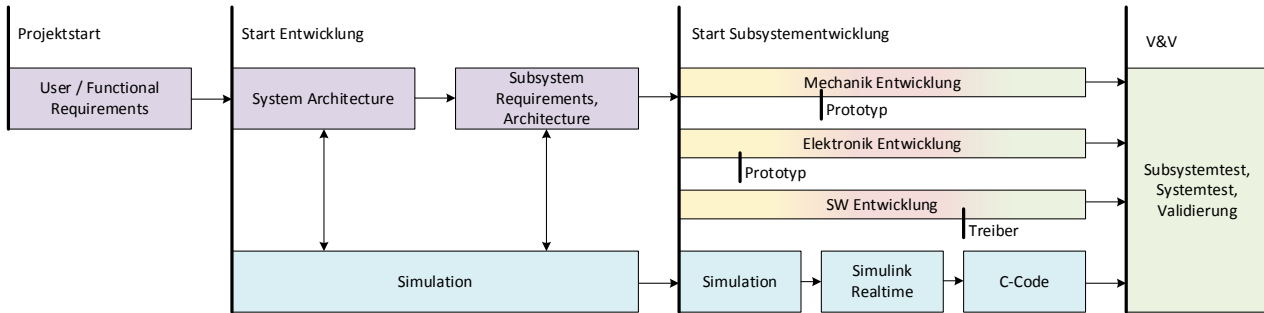 Projektstart
User / Functional
Requirements
Start Entwicklung
System Architecture
Subsystem
Requirements,
Architecture
Simulation
Start Subsystementwicklung
Mechanik Entwicklung
Prototyp
Elektronik Entwicklung
Prototyp
SW Entwicklung
Treiber
Simulation
Simulink
Realtime
C-Code
V&V
Subsystemtest,
Systemtest,
Validierung